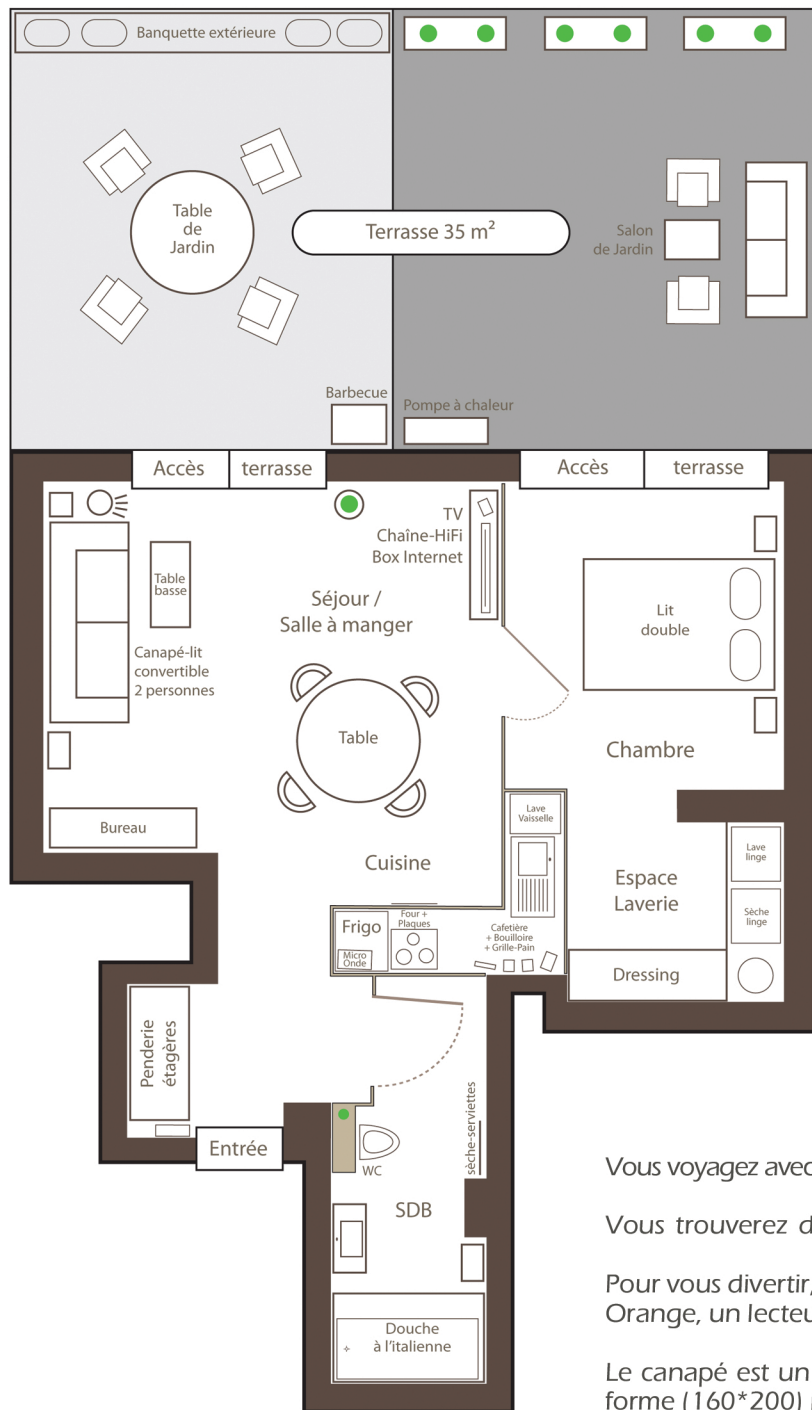 Banquette extérieure
Table
de
Jardin
Terrasse 35 m²
Salon
de Jardin
Barbecue
Pompe à chaleur
Accès terrasse
Accès terrasse
TV
Chaîne-HiFi
Box Internet
Table
basse
Séjour /
Salle à manger
Canapé-lit
convertible
2 personnes
Lit
double
Table
Chambre
Bureau
Lave
Vaisselle
Cuisine
Lave
linge
Espace
Laverie
Frigo
Four +
Plaques
Cafetière
+ Bouilloire
+ Grille-Pain
Sèche
linge
Micro
Onde
Dressing
Penderie
étagères
sèche-serviettes
Entrée
WC
SDB
Douche
à l'italienne
Vous voyagez avec
Vous trouverez d
Pour vous divertir,
Orange, un lecteu
Le canapé est un
forme (160*200)